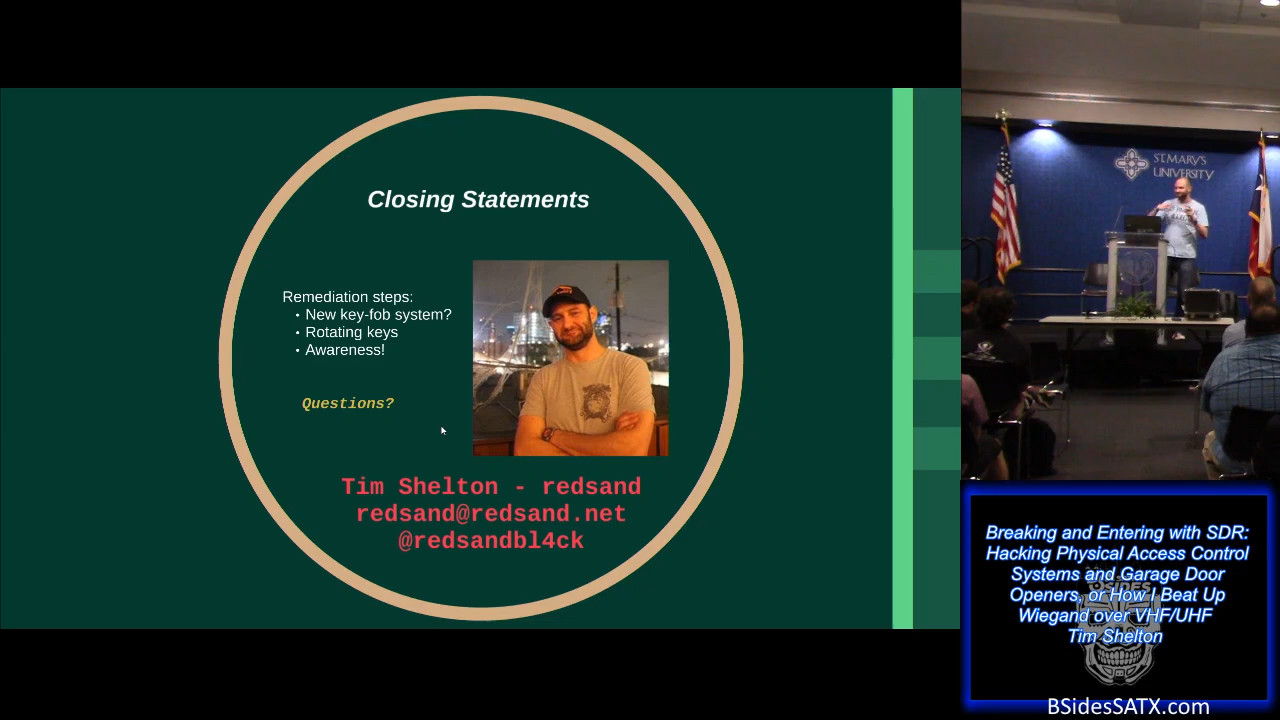 Closing Statements
Remediation steps:
• New key-fob system?
• Rotating keys
• Awareness!
Questions?
Tim Shelton - redsand
redsand@redsand.net
@redsandbl4ck
ST. MARY'S
UNIVERSITY
Breaking and Entering with SDR:
Hacking Physical Access Control
Systems and Garage Door
Openers, or How I Beat Up
Wiegand over VHF/UHF
Tim Shelton
BSIDES
BSidesSATX.com